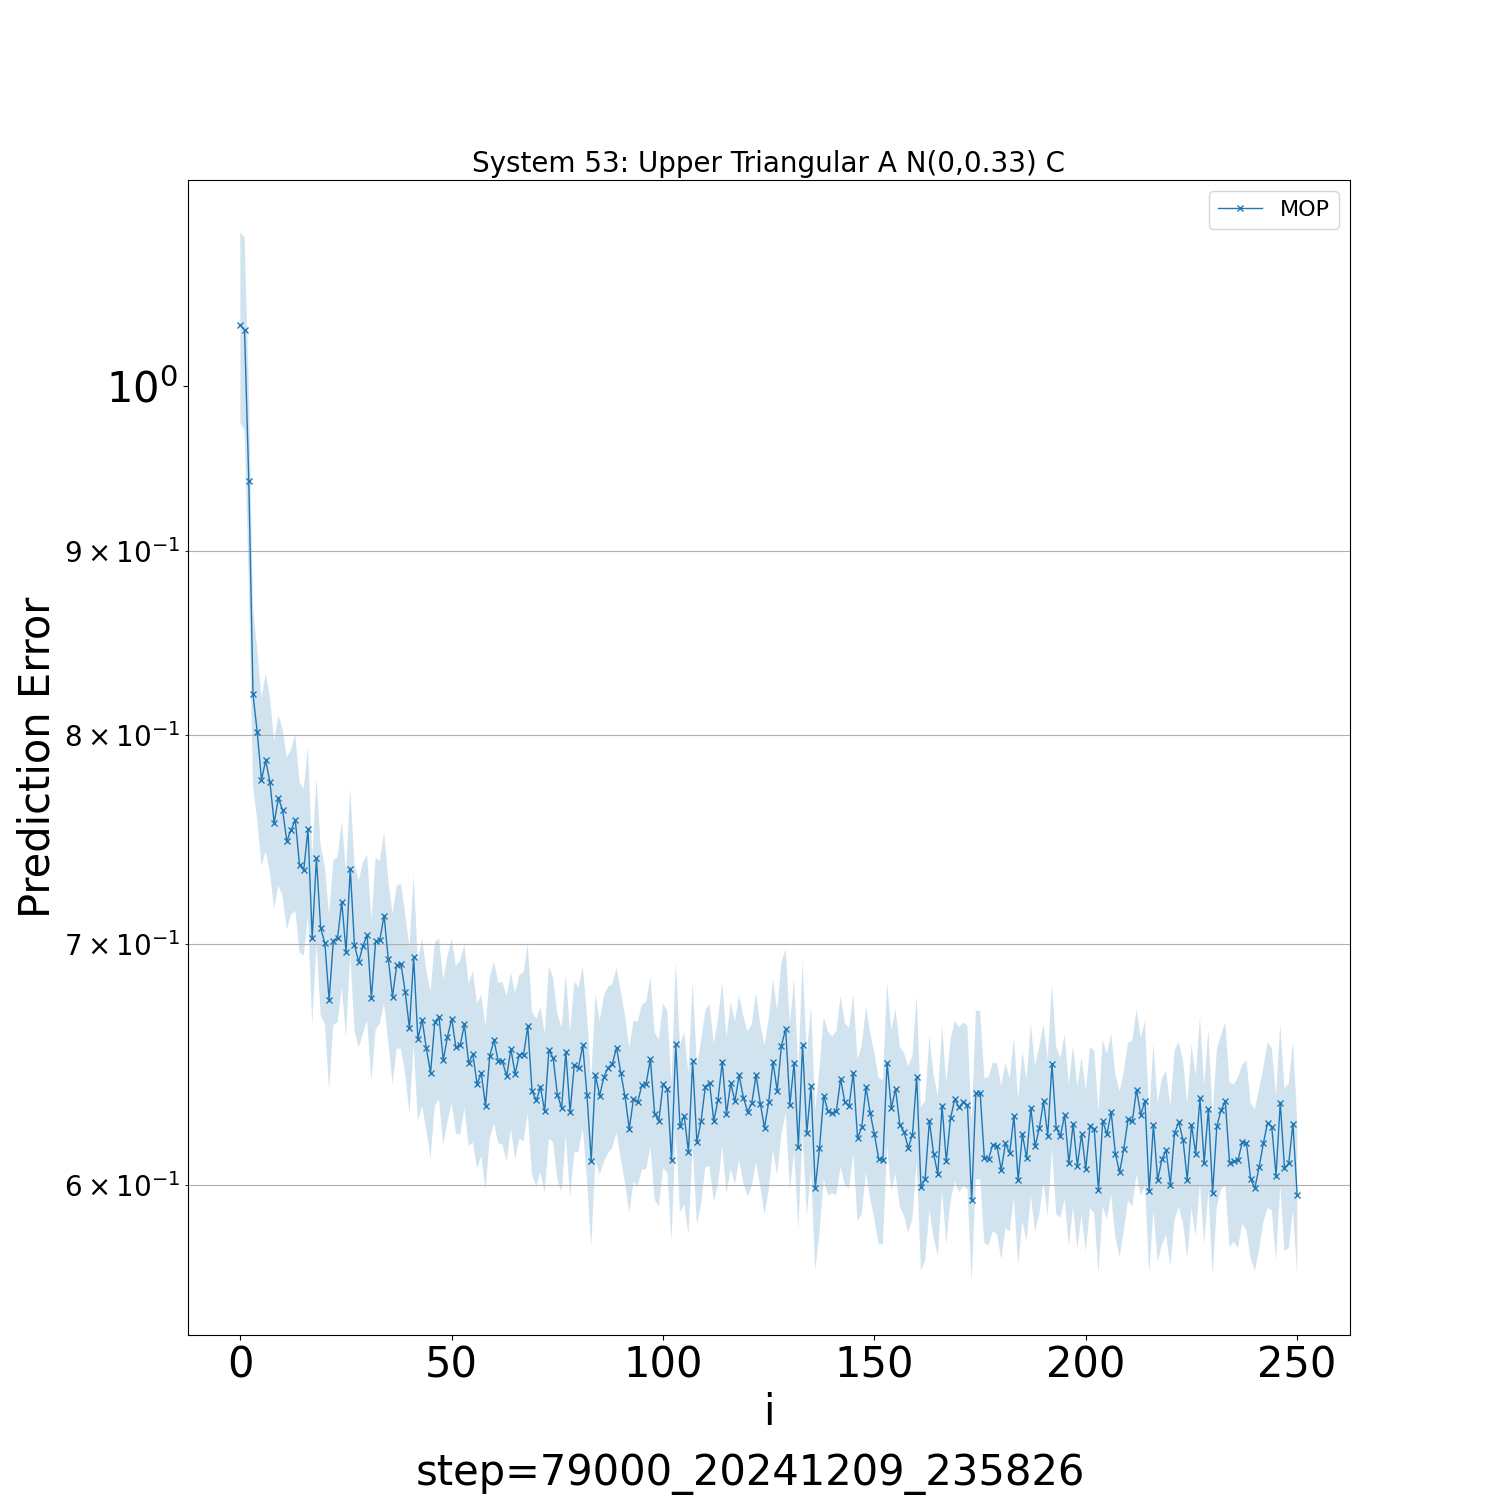 System 53: Upper Triangular A N(0,0.33) C
MOP
10⁰
9 × 10⁻¹
8 × 10⁻¹
7 × 10⁻¹
6 × 10⁻¹
Prediction Error
0 50 100 150 200 250
i
step=79000_20241209_235826